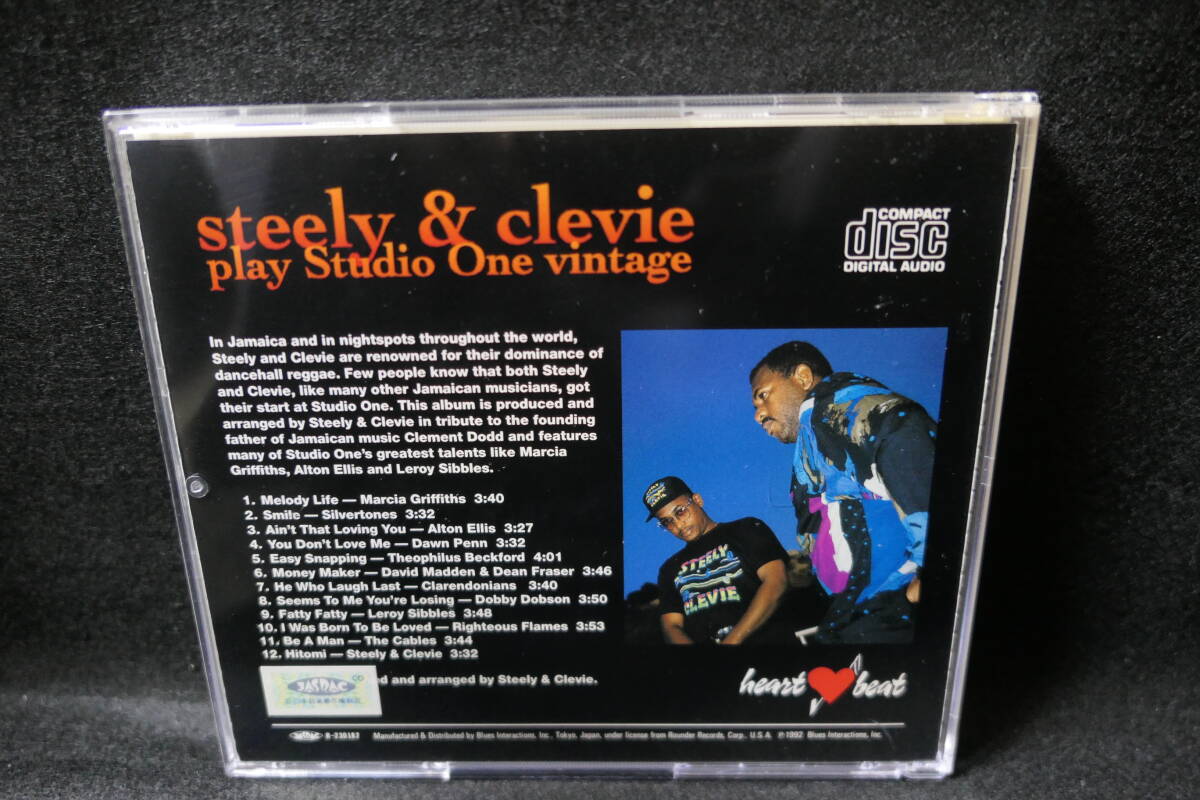 steely & clevie
play Studio One vintage
COMPACT
disc
DIGITAL AUDIO
In Jamaica and in nightspots throughout the world,
Steely and Clevie are renowned for their dominance of
dancehall reggae. Few people know that both Steely
and Clevie, like many other Jamaican musicians, got
their start at Studio One. This album is produced and
arranged by Steely & Clevie in tribute to the founding
father of Jamaican music Clement Dodd and features
many of Studio One's greatest talents like Marcia
Griffiths, Alton Ellis and Leroy Sibbles.
1. Melody Life — Marcia Griffiths 3:40
2. Smile — Silvertones 3:32
3. Ain't That Loving You — Alton Ellis 3:27
4. You Don't Love Me — Dawn Penn 3:32
5. Easy Snapping — Theophilus Beckford 4:01
6. Money Maker — David Madden & Dean Fraser 3:46
7. He Who Laugh Last — Clarendonians 3:40
8. Seems To Me You're Losing — Dobby Dobson 3:50
9. Fatty Fatty — Leroy Sibbles 3:48
10. I Was Born To Be Loved — Righteous Flames 3:53
11. Be A Man — The Cables 3:44
12. Hitomi — Steely & Clevie 3:32
STEELY
CLEVIE
JASRAC CD
ed and arranged by Steely & Clevie.
heart beat
JASRAC R-230183 Manufactured & Distributed by Blues Interactions, Inc., Tokyo, Japan, under license from Rounder Records, Corp., U.S.A. ℗1992 Blues Interactions, Inc.